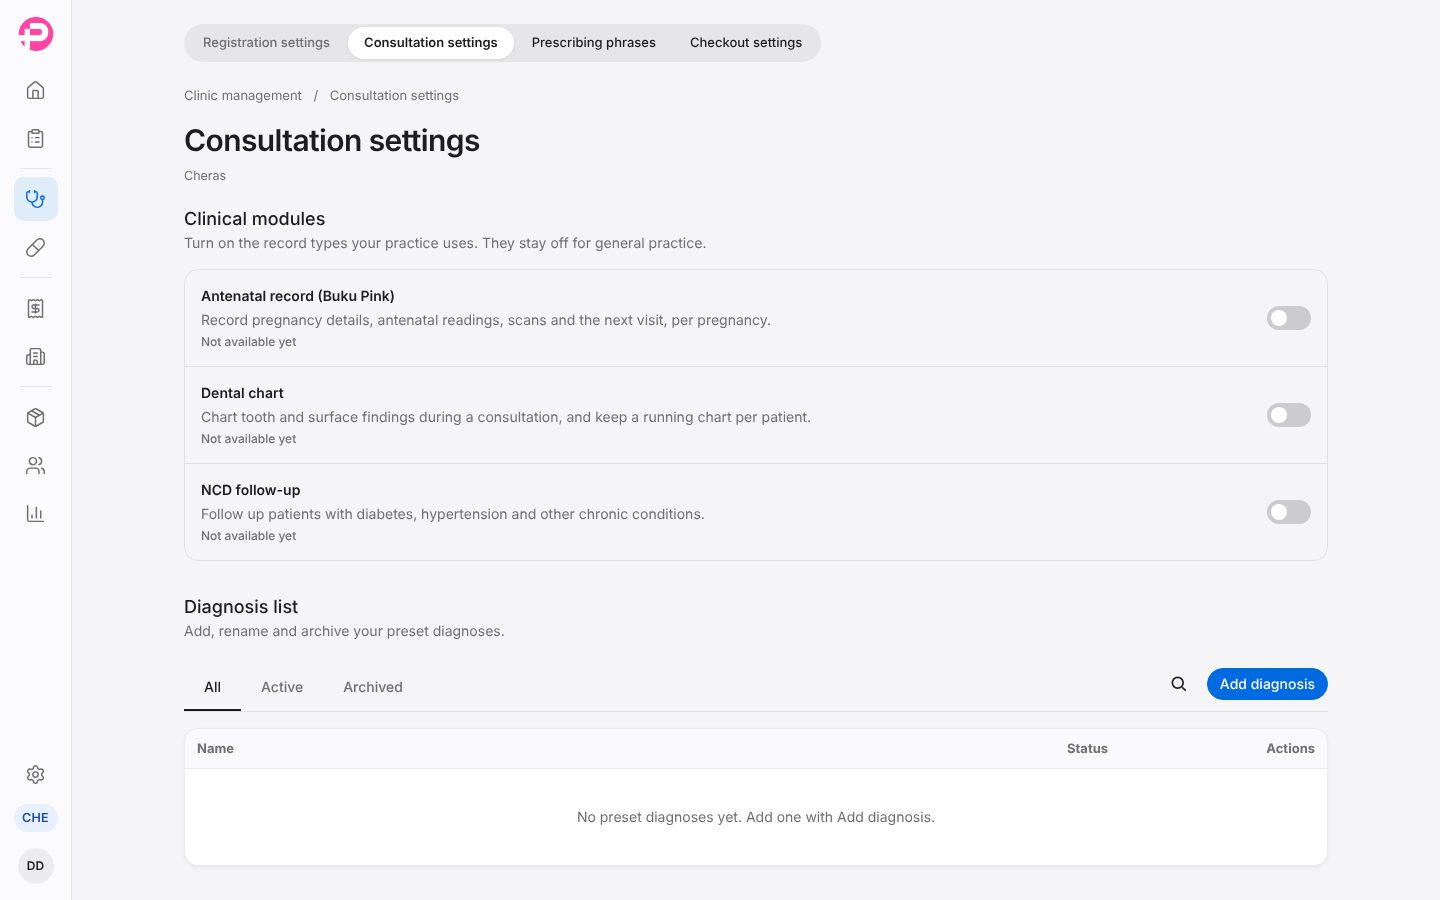 Registration settings
Consultation settings
Prescribing phrases
Checkout settings
Clinic management / Consultation settings
Consultation settings
Cheras
Clinical modules
Turn on the record types your practice uses. They stay off for general practice.
Antenatal record (Buku Pink)
Record pregnancy details, antenatal readings, scans and the next visit, per pregnancy.
Not available yet
Dental chart
Chart tooth and surface findings during a consultation, and keep a running chart per patient.
Not available yet
NCD follow-up
Follow up patients with diabetes, hypertension and other chronic conditions.
Not available yet
Diagnosis list
Add, rename and archive your preset diagnoses.
All
Active
Archived
Add diagnosis
Name
Status
Actions
No preset diagnoses yet. Add one with Add diagnosis.
CHE
DD